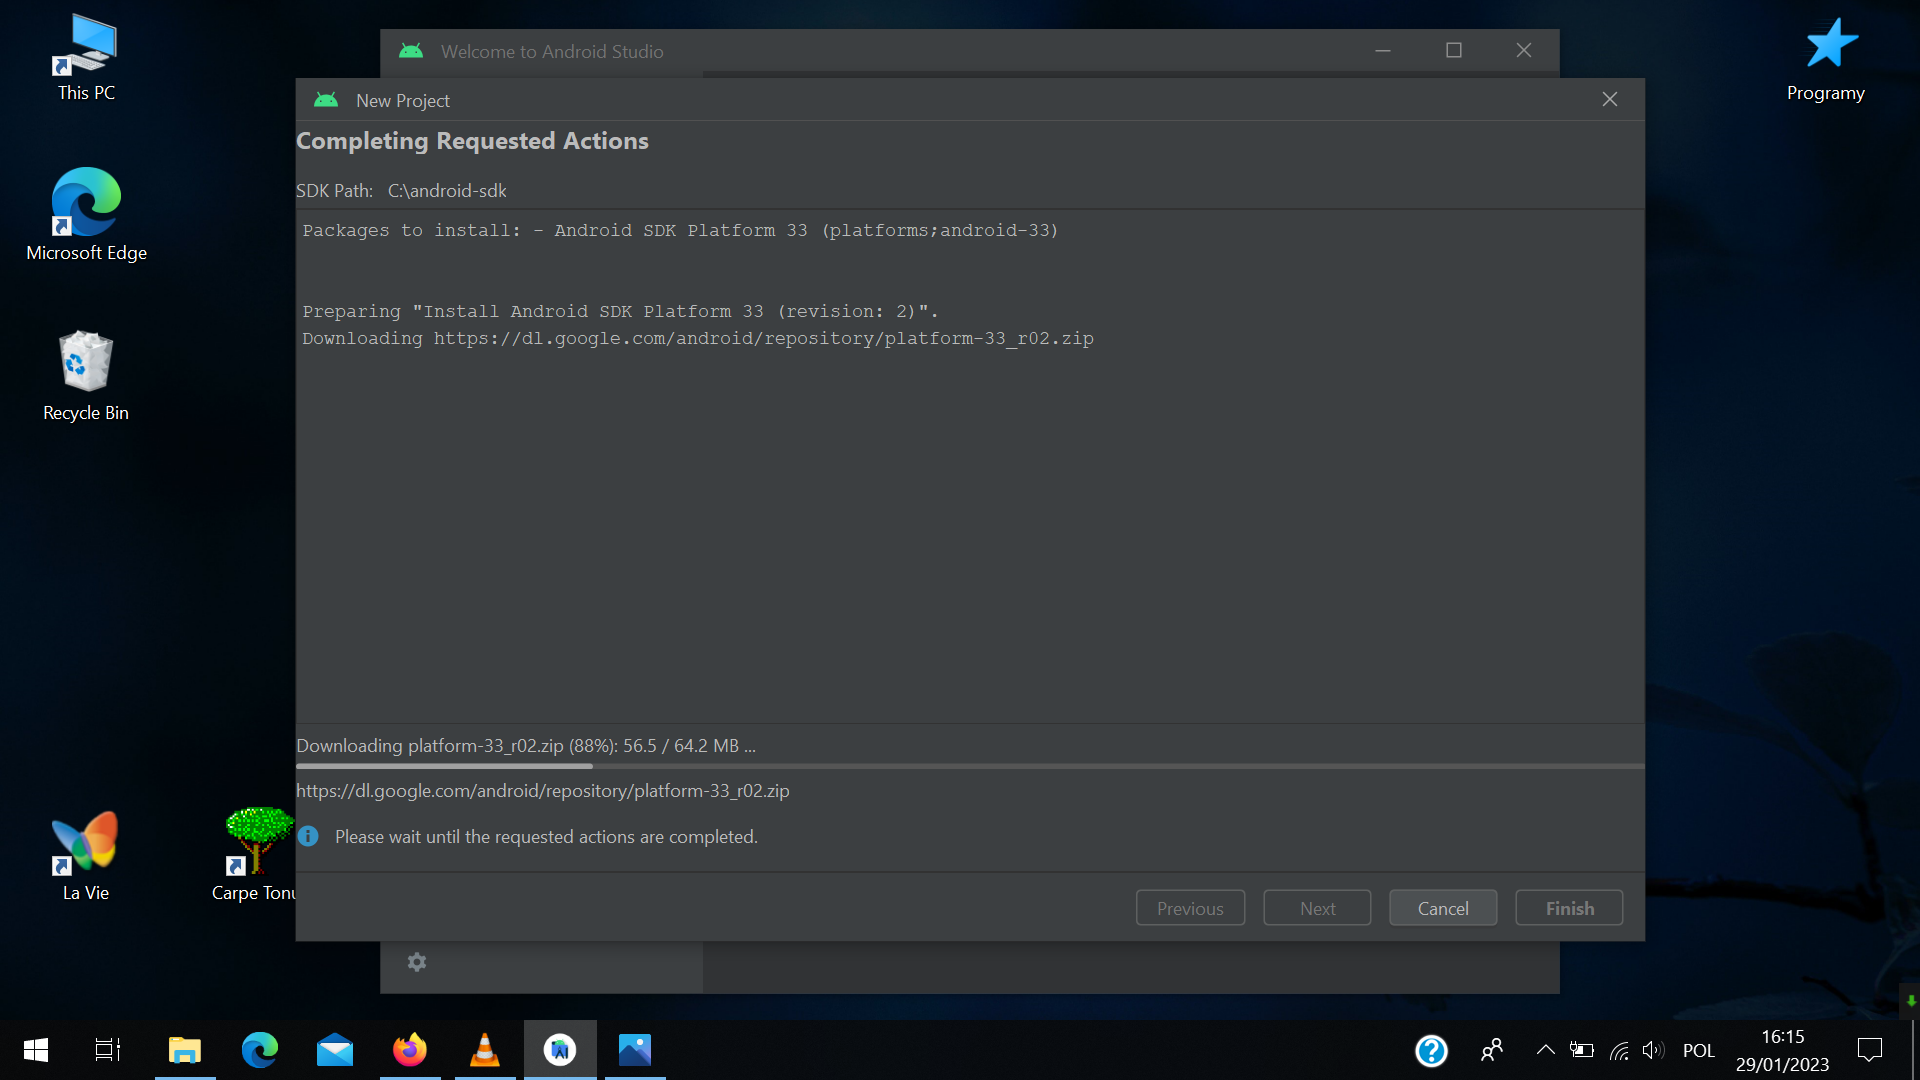 This PC
Microsoft Edge
Recycle Bin
La Vie
Carpe Tonu
Programy
Welcome to Android Studio
New Project
Completing Requested Actions
SDK Path: C:\android-sdk
Packages to install: - Android SDK Platform 33 (platforms;android-33)
Preparing "Install Android SDK Platform 33 (revision: 2)".
Downloading https://dl.google.com/android/repository/platform-33_r02.zip
Downloading platform-33_r02.zip (88%): 56.5 / 64.2 MB ...
https://dl.google.com/android/repository/platform-33_r02.zip
Please wait until the requested actions are completed.
Previous
Next
Cancel
Finish
POL
16:15
29/01/2023